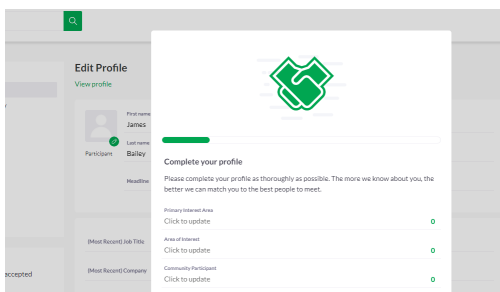 Edit Profile
View profile
First name
James
Last name
Participant
Bailey
Headline
(Most Recent) Job Title
(Most Recent) Company
accepted
Complete your profile
Please complete your profile as thoroughly as possible. The more we know about you, the
better we can match you to the best people to meet.
Primary Interest Area
Click to update
0
Area of Interest
Click to update
0
Community Participant
Click to update
0